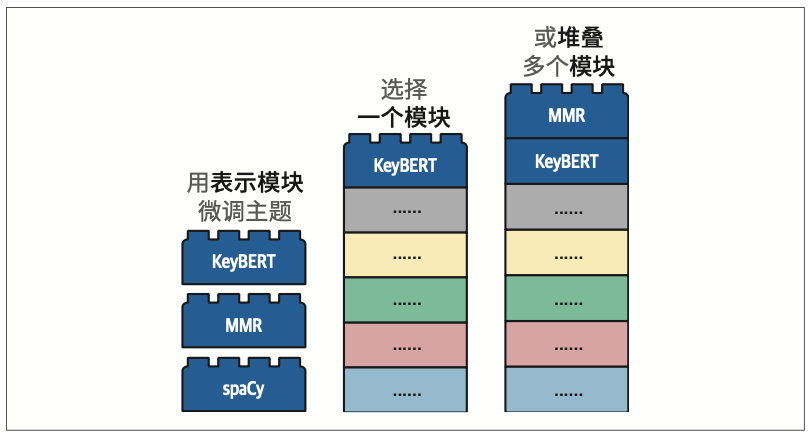 用表示模块
微调主题
KeyBERT
MMR
spaCy
选择
一个模块
KeyBERT
......
......
......
......
......
或堆叠
多个模块
MMR
KeyBERT
......
......
......
......
......